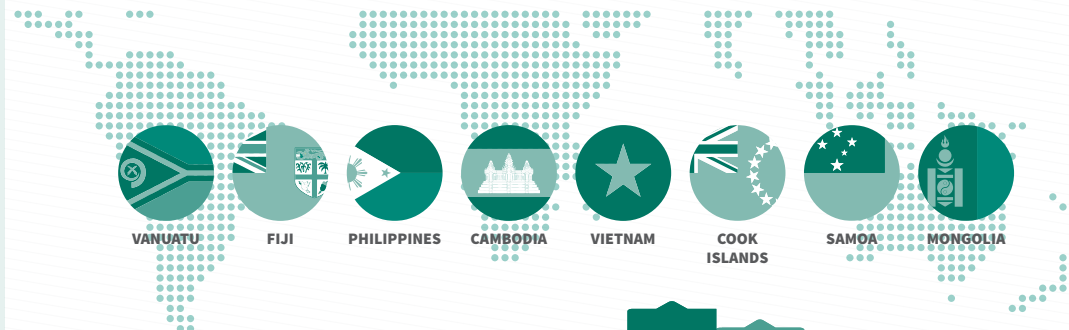 VANUATU
FIJI
PHILIPPINES
CAMBODIA
VIETNAM
COOK
ISLANDS
SAMOA
MONGOLIA